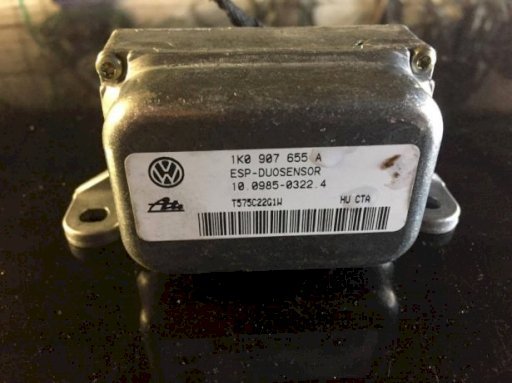 1K0 907 655 A
ESP-DUOSENSOR
10.0985-0322.4
Ate
T575C22G1W HU CTA